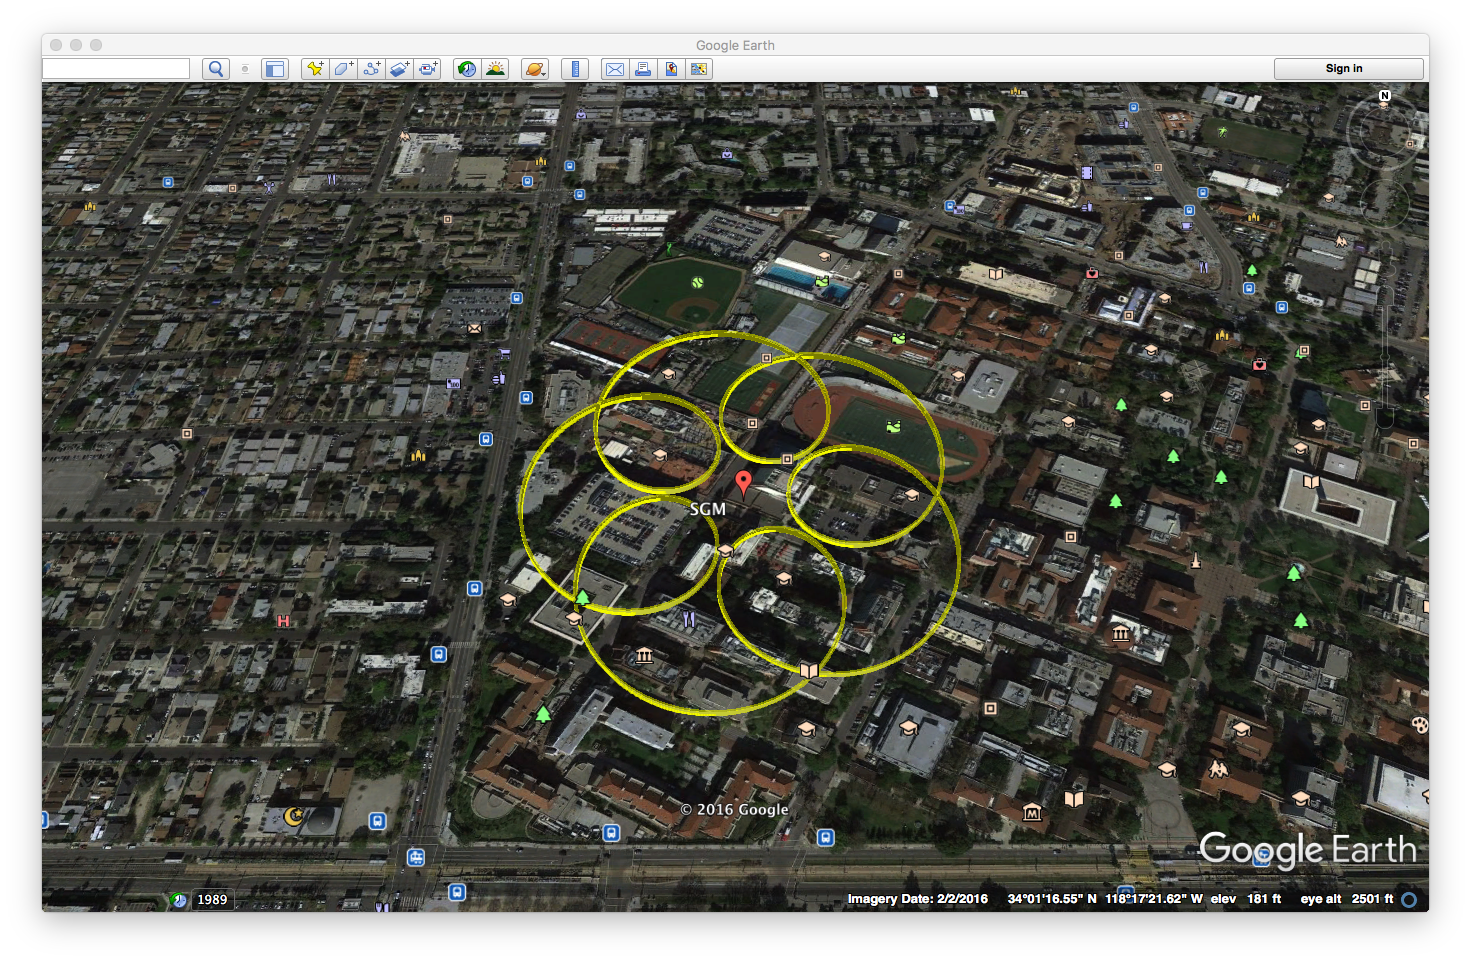 Google Earth
Sign in
N
SGM
© 2016 Google
Google Earth
1989
Imagery Date: 2/2/2016 34°01'16.55" N 118°17'21.62" W elev 181 ft eye alt 2501 ft